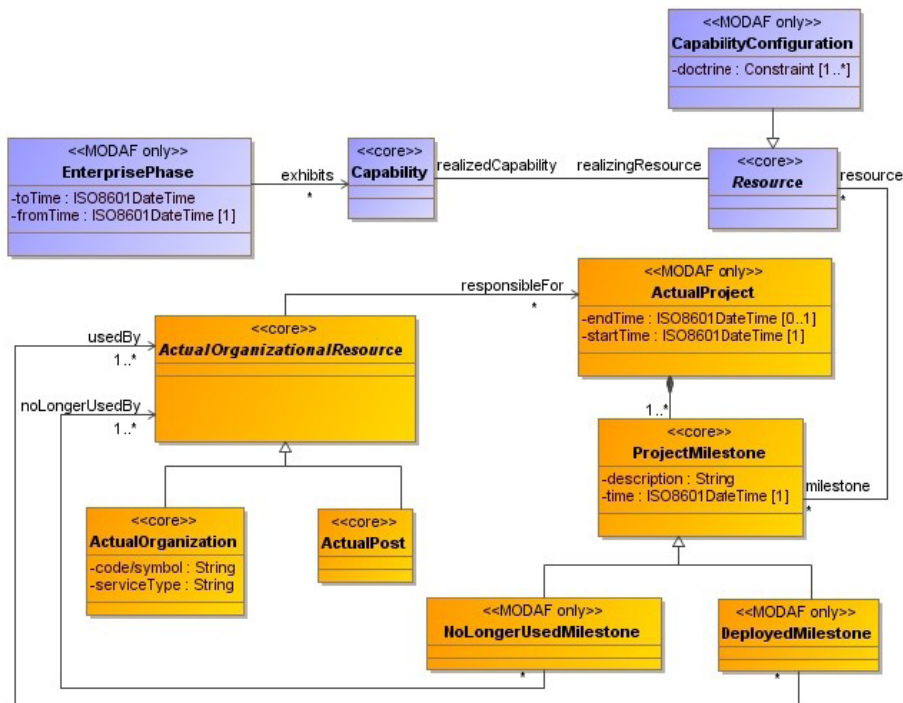 <<MODAF only>>
CapabilityConfiguration
-doctrine : Constraint [1..*]
<<MODAF only>>
EnterprisePhase
-toTime : ISO8601DateTime
-fromTime : ISO8601DateTime [1]
exhibits
*
<<core>>
Capability
realizedCapability
realizingResource
<<core>>
Resource
resource
*
<<MODAF only>>
ActualProject
-endTime : ISO8601DateTime [0..1]
-startTime : ISO8601DateTime [1]
responsibleFor
*
<<core>>
ActualOrganizationalResource
usedBy
1..*
noLongerUsedBy
1..*
1..*
<<core>>
ProjectMilestone
-description : String
-time : ISO8601DateTime [1]
milestone
*
<<core>>
ActualOrganization
-code/symbol : String
-serviceType : String
<<core>>
ActualPost
<<MODAF only>>
NoLongerUsedMilestone
*
<<MODAF only>>
DeployedMilestone
*